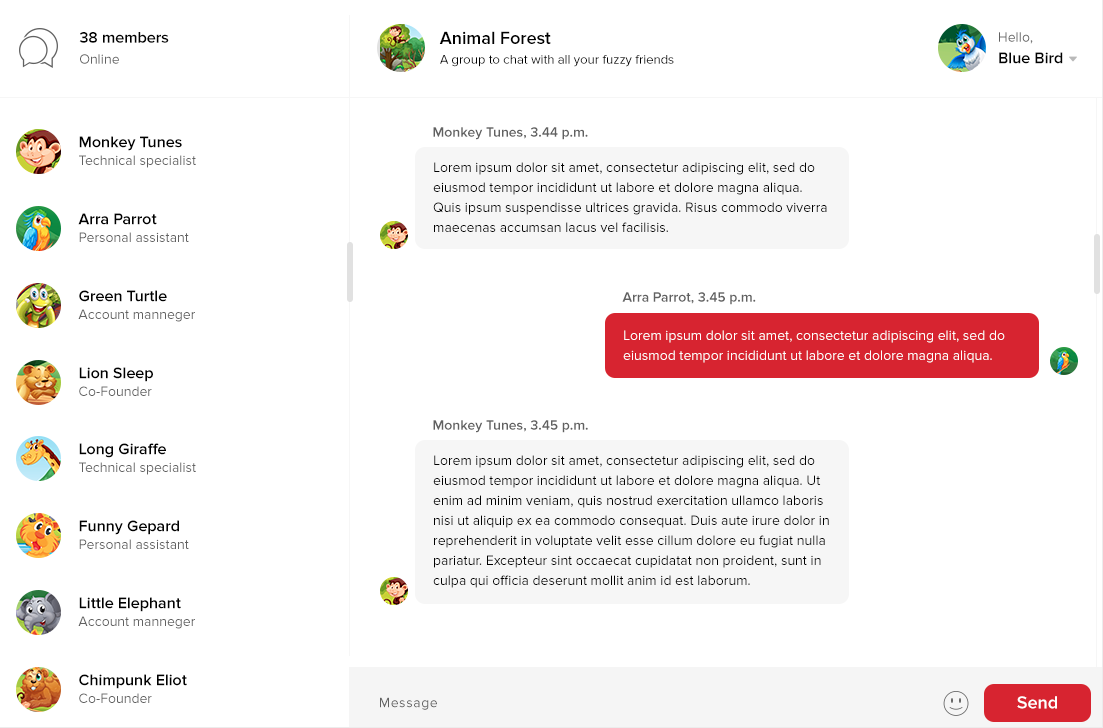 38 members
Online
Animal Forest
A group to chat with all your fuzzy friends
Hello,
Blue Bird
Monkey Tunes
Technical specialist
Arra Parrot
Personal assistant
Green Turtle
Account manneger
Lion Sleep
Co-Founder
Long Giraffe
Technical specialist
Funny Gepard
Personal assistant
Little Elephant
Account manneger
Chimpunk Eliot
Co-Founder
Monkey Tunes, 3.44 p.m.
Lorem ipsum dolor sit amet, consectetur adipiscing elit, sed do
eiusmod tempor incididunt ut labore et dolore magna aliqua.
Quis ipsum suspendisse ultrices gravida. Risus commodo viverra
maecenas accumsan lacus vel facilisis.
Arra Parrot, 3.45 p.m.
Lorem ipsum dolor sit amet, consectetur adipiscing elit, sed do
eiusmod tempor incididunt ut labore et dolore magna aliqua.
Monkey Tunes, 3.45 p.m.
Lorem ipsum dolor sit amet, consectetur adipiscing elit, sed do
eiusmod tempor incididunt ut labore et dolore magna aliqua. Ut
enim ad minim veniam, quis nostrud exercitation ullamco laboris
nisi ut aliquip ex ea commodo consequat. Duis aute irure dolor in
reprehenderit in voluptate velit esse cillum dolore eu fugiat nulla
pariatur. Excepteur sint occaecat cupidatat non proident, sunt in
culpa qui officia deserunt mollit anim id est laborum.
Message
Send